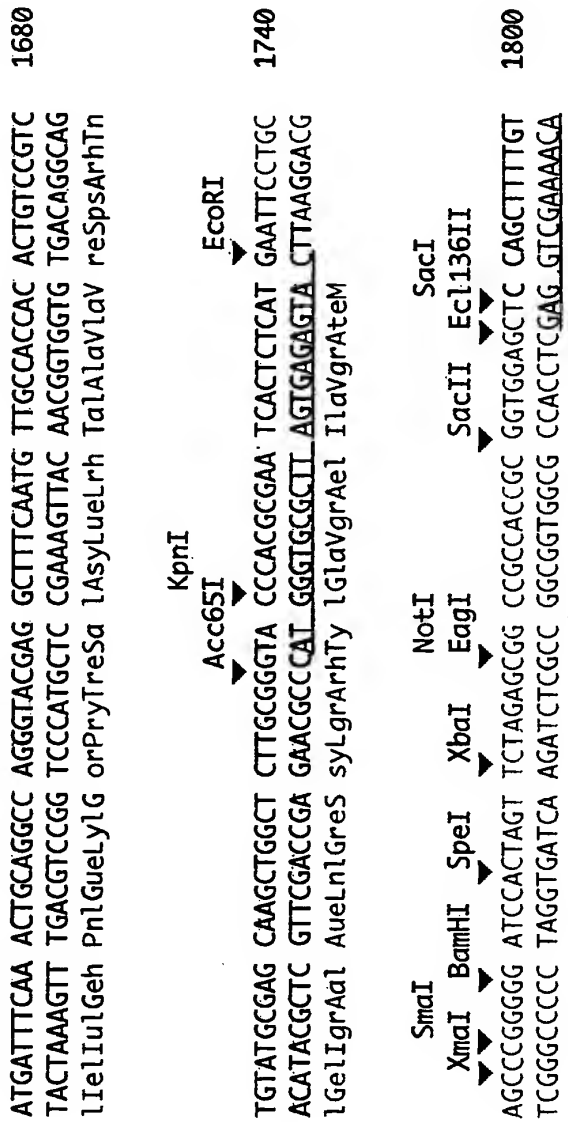 ATGATTTCAA ACTGCAGGCC AGGGTACGAG GCTTTCAATG TTGCCACCAC ACTGTCCGTC 1680
TACTAAAGTT TGACGTCCGG TCCCATGCTC CGAAAGTTAC AACGGTGGTG TGACAGGCAG
lIelIulGeh PnlGueLylG orPryTreSa lAsyLueLrh TalAlaVlaV reSpsArhTn
KpnI
Acc65I EcoRI
TGTATGCGAG CAAGCTGGCT CTTGCGGGTA CCCACGCGAA TCACTCTCAT GAATTCCTGC 1740
ACATACGCTC GTTCGACCGA GAACGCCCAT GGGTGCGCTT AGTGAGAGTA CTTAAGGACG
lGelIgrAal AueLnlGreS syLgrArhTy lGlaVgrAel IlaVgrAteM
SmaI NotI SacI
XmaI BamHI SpeI XbaI EagI SacII Ecl136II
AGCCCGGGGG ATCCACTAGT TCTAGAGCGG CCGCCACCGC GGTGGAGCTC CAGCTTTTGT 1800
TCGGGCCCCC TAGGTGATCA AGATCTCGCC GGCGGTGGCG CCACCTCGAG GTCGAAAACA